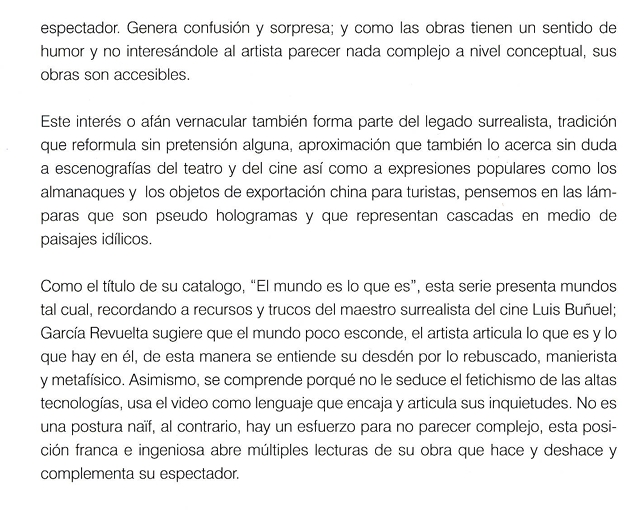 espectador. Genera confusión y sorpresa; y como las obras tienen un sentido de
humor y no interesándole al artista parecer nada complejo a nivel conceptual, sus
obras son accesibles.
Este interés o afán vernacular también forma parte del legado surrealista, tradición
que reformula sin pretensión alguna, aproximación que también lo acerca sin duda
a escenografías del teatro y del cine así como a expresiones populares como los
almanaques y los objetos de exportación china para turistas, pensemos en las lám-
paras que son pseudo hologramas y que representan cascadas en medio de
paisajes idílicos.
Como el título de su catalogo, “El mundo es lo que es”, esta serie presenta mundos
tal cual, recordando a recursos y trucos del maestro surrealista del cine Luis Buñuel;
García Revuelta sugiere que el mundo poco esconde, el artista articula lo que es y lo
que hay en él, de esta manera se entiende su desdén por lo rebuscado, manierista
y metafísico. Asimismo, se comprende porqué no le seduce el fetichismo de las altas
tecnologías, usa el video como lenguaje que encaja y articula sus inquietudes. No es
una postura naïf, al contrario, hay un esfuerzo para no parecer complejo, esta posi-
ción franca e ingeniosa abre múltiples lecturas de su obra que hace y deshace y
complementa su espectador.